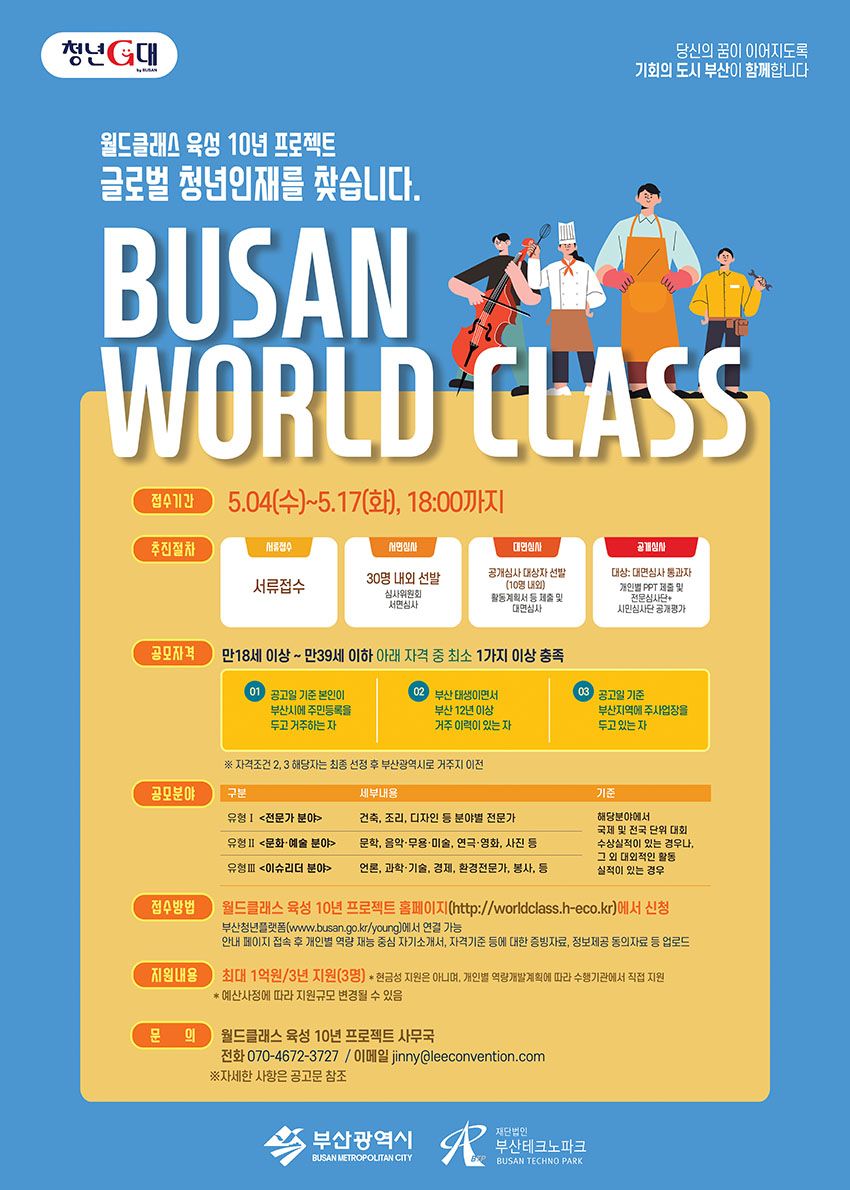 청년G대
by BUSAN
당신의 꿈이 이어지도록
기회의 도시 부산이 함께합니다
월드클래스 육성 10년 프로젝트
글로벌 청년인재를 찾습니다.
BUSAN
WORLD CLASS
접수기간
5.04(수)~5.17(화), 18:00까지
추진절차
서류접수
서류접수
서면심사
30명 내외 선발
심사위원회
서면심사
대면심사
공개심사 대상자 선발
(10명 내외)
활동계획서 등 제출 및
대면심사
공개심사
대상: 대면심사 통과자
개인별 PPT 제출 및
전문심사단+
시민심사단 공개평가
공모자격
만18세 이상 ~ 만39세 이하 아래 자격 중 최소 1가지 이상 충족
01 공고일 기준 본인이
부산시에 주민등록을
두고 거주하는 자
02 부산 태생이면서
부산 12년 이상
거주 이력이 있는 자
03 공고일 기준
부산지역에 주사업장을
두고 있는 자
※ 자격조건 2, 3 해당자는 최종 선정 후 부산광역시로 거주지 이전
공모분야
구분 세부내용 기준
유형Ⅰ <전문가 분야> 건축, 조리, 디자인 등 분야별 전문가
유형Ⅱ <문화·예술 분야> 문학, 음악·무용·미술, 연극·영화, 사진 등
유형Ⅲ <이슈리더 분야> 언론, 과학·기술, 경제, 환경전문가, 봉사, 등
해당분야에서
국제 및 전국 단위 대회
수상실적이 있는 경우나,
그 외 대외적인 활동
실적이 있는 경우
접수방법
월드클래스 육성 10년 프로젝트 홈페이지(http://worldclass.h-eco.kr)에서 신청
부산청년플랫폼(www.busan.go.kr/young)에서 연결 가능
안내 페이지 접속 후 개인별 역량 재능 중심 자기소개서, 자격기준 등에 대한 증빙자료, 정보제공 동의자료 등 업로드
지원내용
최대 1억원/3년 지원(3명) * 현금성 지원은 아니며, 개인별 역량개발계획에 따라 수행기관에서 직접 지원
* 예산사정에 따라 지원규모 변경될 수 있음
문 의
월드클래스 육성 10년 프로젝트 사무국
전화 070-4672-3727 / 이메일 jinny@leeconvention.com
※자세한 사항은 공고문 참조
부산광역시
BUSAN METROPOLITAN CITY
BTP
재단법인
부산테크노파크
BUSAN TECHNO PARK